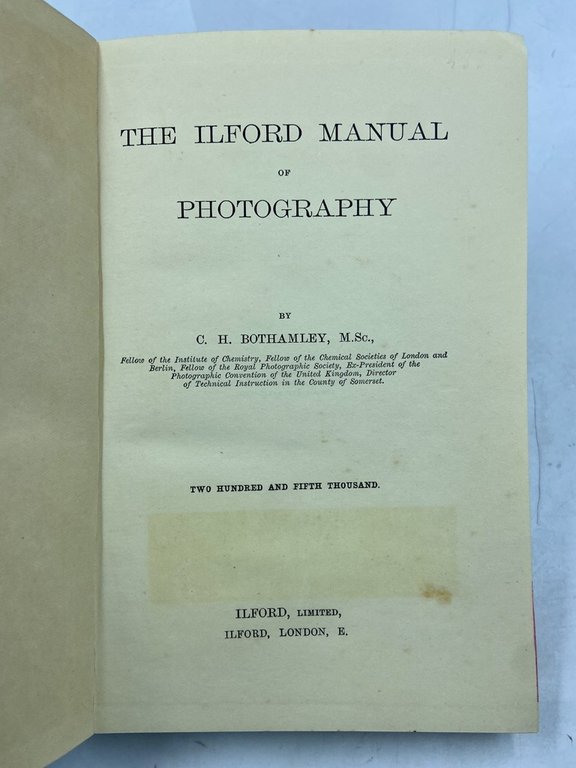 THE ILFORD MANUAL
OF
PHOTOGRAPHY
BY
C. H. BOTHAMLEY, M.Sc.,
Fellow of the Institute of Chemistry, Fellow of the Chemical Societies of London and
Berlin, Fellow of the Royal Photographic Society, Ex-President of the
Photographic Convention of the United Kingdom, Director
of Technical Instruction in the County of Somerset.
TWO HUNDRED AND FIFTH THOUSAND.
ILFORD, LIMITED,
ILFORD, LONDON, E.